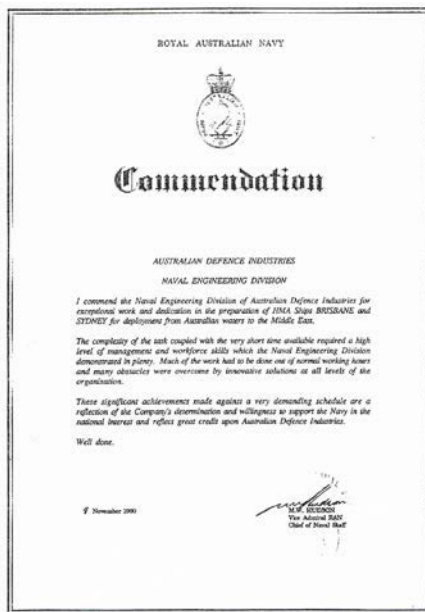 ROYAL AUSTRALIAN NAVY
Commendation
AUSTRALIAN DEFENCE INDUSTRIES
NAVAL ENGINEERING DIVISION
I commend the Naval Engineering Division of Australian Defence Industries for
exceptional work and dedication in the preparation of HMA Ships BRISBANE and
SYDNEY for deployment from Australian waters to the Middle East.
The complexity of the task coupled with the very short time available required a high
level of management and workforce skills which the Naval Engineering Division
demonstrated in plenty. Much of the work had to be done out of normal working hours
and many obstacles were overcome by innovative solutions at all levels of the
organisation.
These significant achievements made against a very demanding schedule are a
reflection of the Company's determination and willingness to support the Navy in the
national interest and reflect great credit upon Australian Defence Industries.
Well done.
November 1990
M.W. HUDSON
Vice Admiral RAN
Chief of Naval Staff